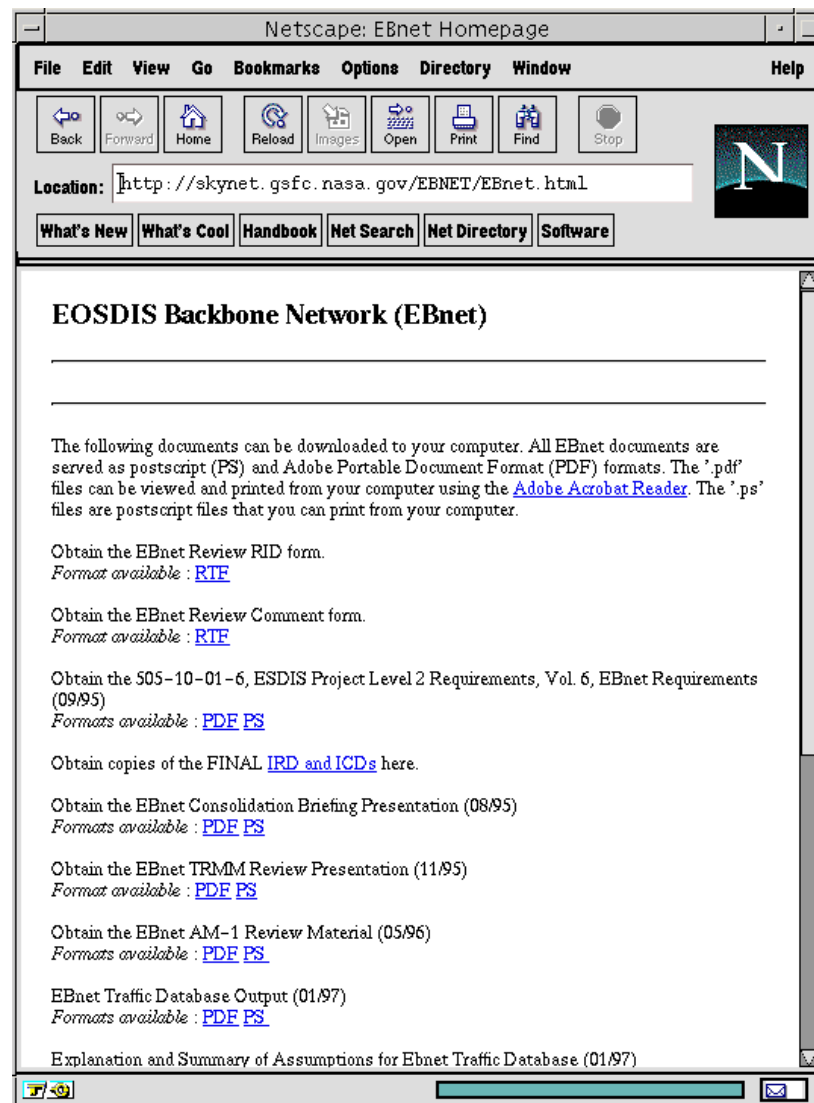 Netscape: EBnet Homepage
File Edit View Go Bookmarks Options Directory Window Help
Back Forward Home Reload Images Open Print Find Stop
Location: http://skynet.gsfc.nasa.gov/EBNET/EBnet.html
N
What's New What's Cool Handbook Net Search Net Directory Software
EOSDIS Backbone Network (EBnet)
The following documents can be downloaded to your computer. All EBnet documents are
served as postscript (PS) and Adobe Portable Document Format (PDF) formats. The '.pdf'
files can be viewed and printed from your computer using the Adobe Acrobat Reader. The '.ps'
files are postscript files that you can print from your computer.
Obtain the EBnet Review RID form.
Format available : RTF
Obtain the EBnet Review Comment form.
Format available : RTF
Obtain the 505-10-01-6, ESDIS Project Level 2 Requirements, Vol. 6, EBnet Requirements
(09/95)
Formats available : PDF PS
Obtain copies of the FINAL IRD and ICDs here.
Obtain the EBnet Consolidation Briefing Presentation (08/95)
Formats available : PDF PS
Obtain the EBnet TRMM Review Presentation (11/95)
Format available : PDF PS
Obtain the EBnet AM-1 Review Material (05/96)
Formats available : PDF PS
EBnet Traffic Database Output (01/97)
Formats available : PDF PS
Explanation and Summary of Assumptions for Ebnet Traffic Database (01/97)